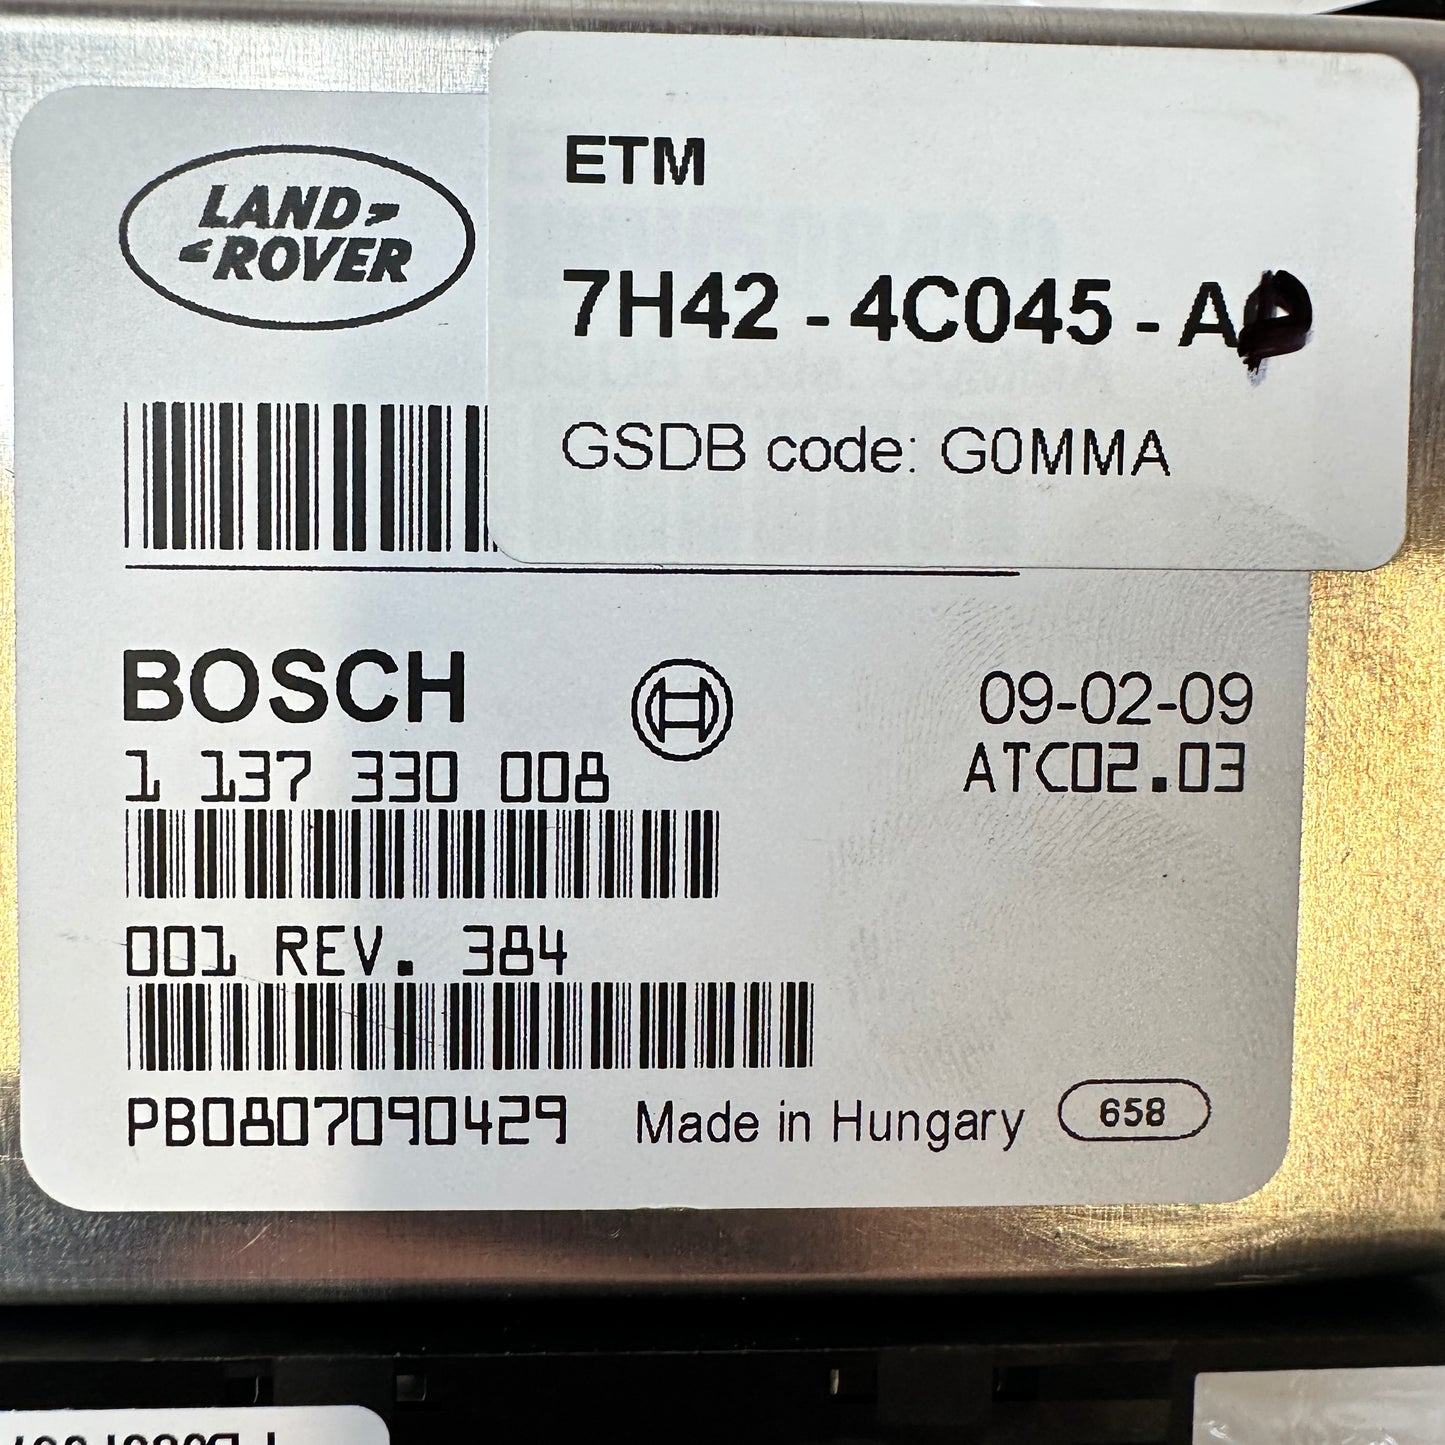 LAND
ROVER
ETM
7H42 - 4C045 - A
GSDB code: G0MMA
BOSCH
1 137 330 008
09-02-09
ATC02.03
001 REV. 384
PB0807090429
Made in Hungary
658